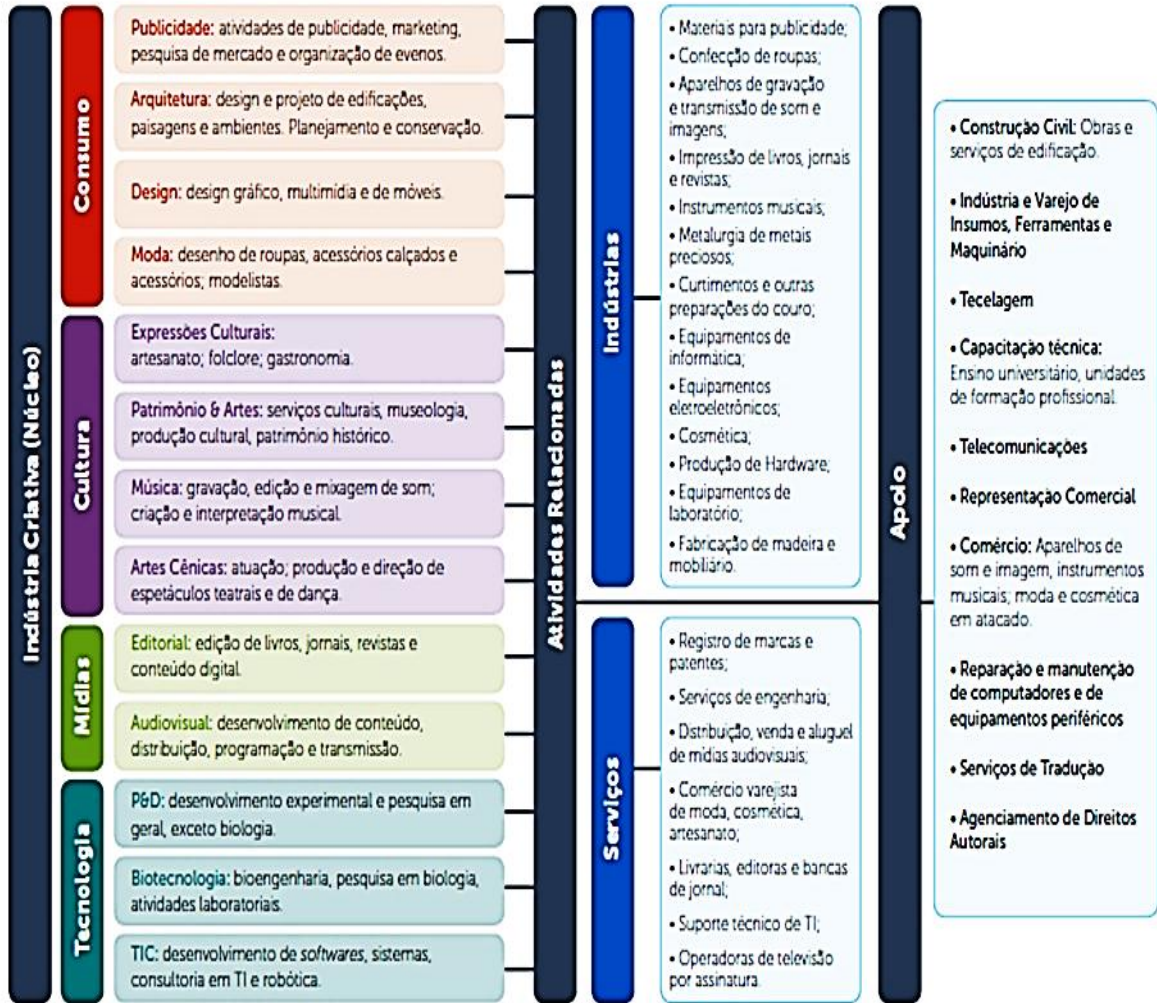 Indústria Criativa (Núcleo)
Consumo
Publicidade: atividades de publicidade, marketing,
pesquisa de mercado e organização de evenos.
Arquitetura: design e projeto de edificações,
paisagens e ambientes. Planejamento e conservação.
Design: design gráfico, multimídia e de móveis.
Moda: desenho de roupas, acessórios calçados e
acessórios; modelistas.
Cultura
Expressões Culturais:
artesanato; folclore; gastronomia.
Patrimônio & Artes: serviços culturais, museologia,
produção cultural, patrimônio histórico.
Música: gravação, edição e mixagem de som;
criação e interpretação musical.
Artes Cênicas: atuação; produção e direção de
espetáculos teatrais e de dança.
Mídias
Editorial: edição de livros, jornais, revistas e
conteúdo digital.
Audiovisual: desenvolvimento de conteúdo,
distribuição, programação e transmissão.
Tecnologia
P&D: desenvolvimento experimental e pesquisa em
geral, exceto biologia.
Biotecnologia: bioengenharia, pesquisa em biologia,
atividades laboratoriais.
TIC: desenvolvimento de softwares, sistemas,
consultoria em TI e robótica.
Atividades Relacionadas
Indústrias
• Materiais para publicidade;
• Confecção de roupas;
• Aparelhos de gravação
e transmissão de som e
imagens;
• Impressão de livros, jornais
e revistas;
• Instrumentos musicais;
• Metalurgia de metais
preciosos;
• Curtimentos e outras
preparações do couro;
• Equipamentos de
informática;
• Equipamentos
eletroeletrônicos;
• Cosmética;
• Produção de Hardware;
• Equipamentos de
laboratório;
• Fabricação de madeira e
mobiliário.
Serviços
• Registro de marcas e
patentes;
• Serviços de engenharia;
• Distribuição, venda e aluguel
de mídias audiovisuais;
• Comércio varejista
de moda, cosmética,
artesanato;
• Livrarias, editoras e bancas
de jornal;
• Suporte técnico de TI;
• Operadoras de televisão
por assinatura.
Apoio
• Construção Civil: Obras e
serviços de edificação.
• Indústria e Varejo de
Insumos, Ferramentas e
Maquinário
• Tecelagem
• Capacitação técnica:
Ensino universitário, unidades
de formação profissional.
• Telecomunicações
• Representação Comercial
• Comércio: Aparelhos de
som e imagem, instrumentos
musicais; moda e cosmética
em atacado.
• Reparação e manutenção
de computadores e de
equipamentos periféricos
• Serviços de Tradução
• Agenciamento de Direitos
Autorais